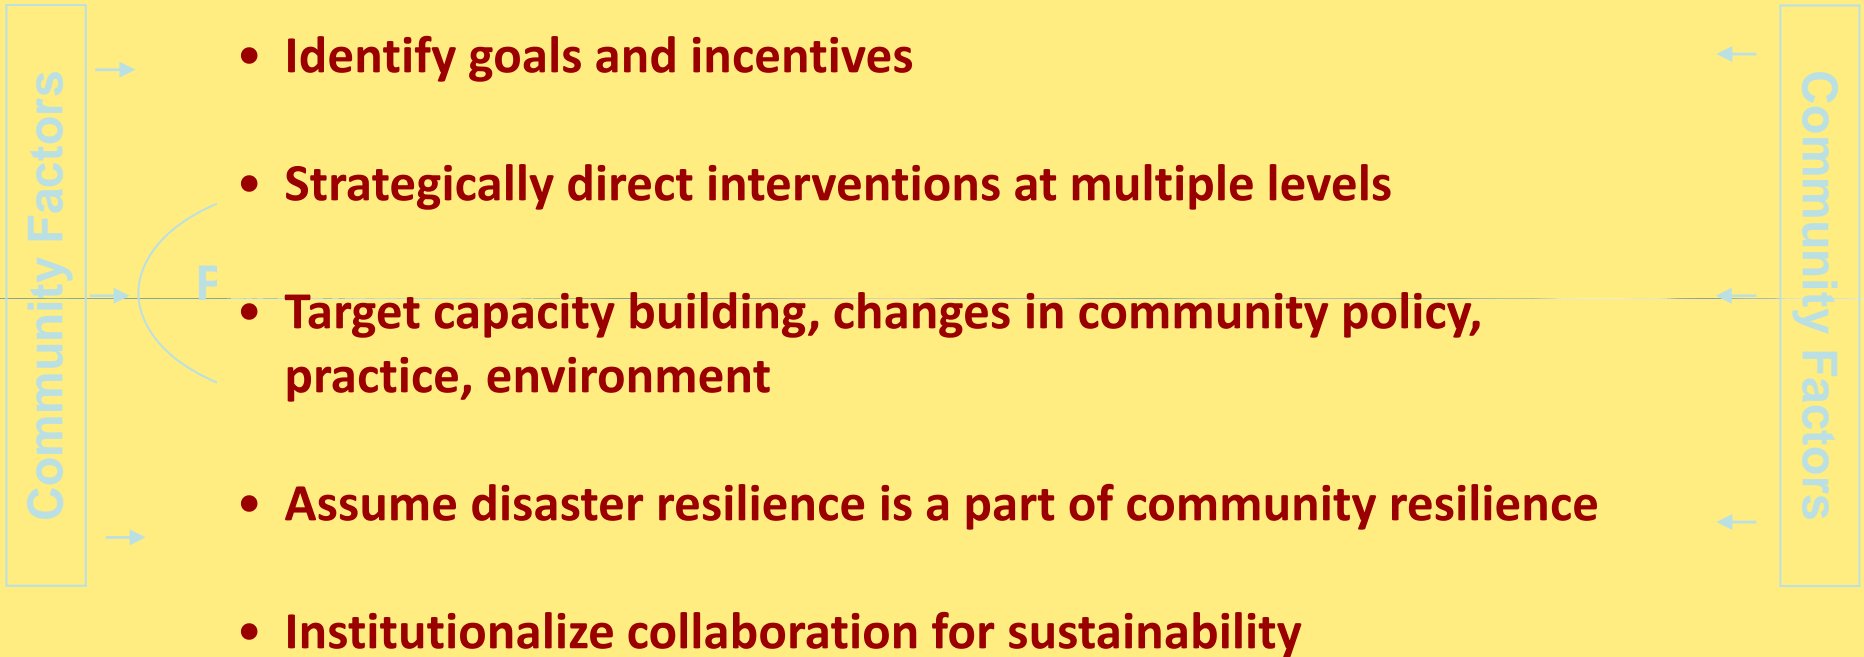 Community Factors
• Identify goals and incentives
• Strategically direct interventions at multiple levels
F
• Target capacity building, changes in community policy,
practice, environment
• Assume disaster resilience is a part of community resilience
• Institutionalize collaboration for sustainability
Community Factors